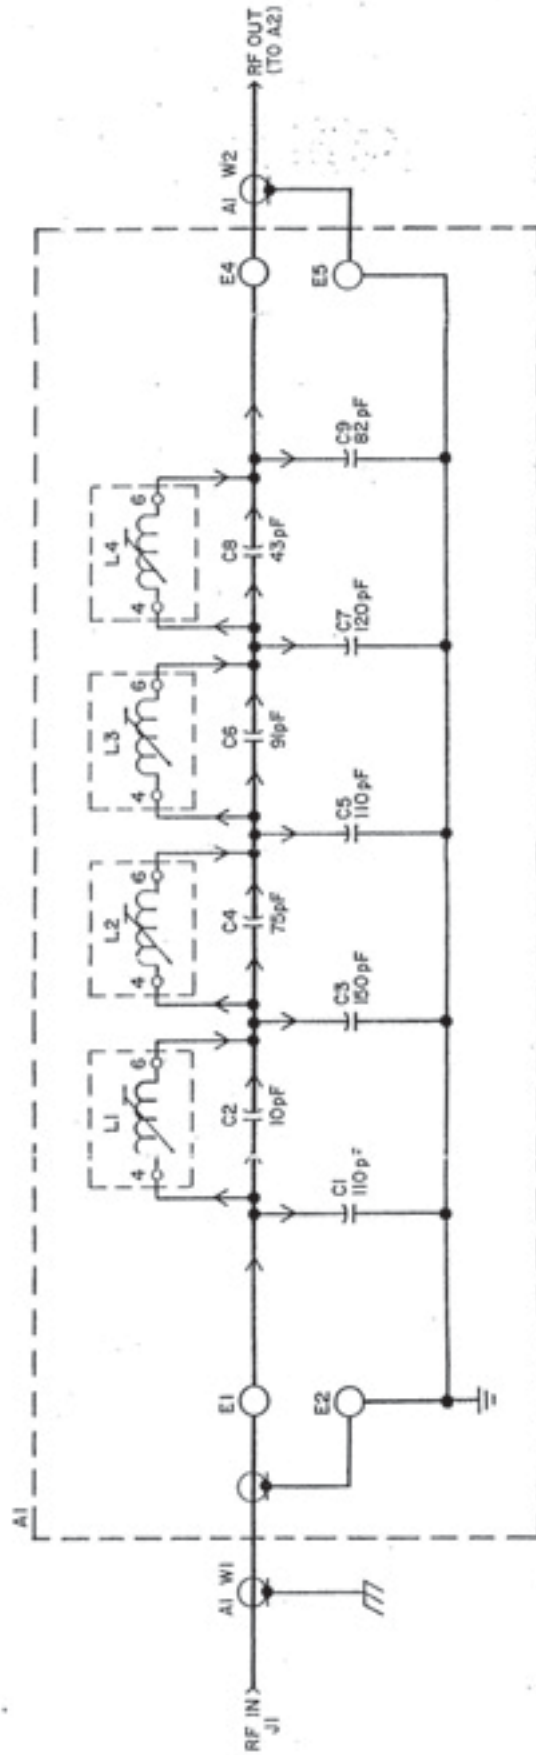 A1
RF IN
J1
A1 W1
E1
E2
C1
110p
L1
4
6
C2
10pF
C3
150pF
L2
4
6
C4
75pF
C5
110pF
L3
4
6
C6
91pF
C7
120pF
L4
4
6
C8
43pF
C9
82pF
E4
E5
A1 W2
RF OUT
(TO A2)